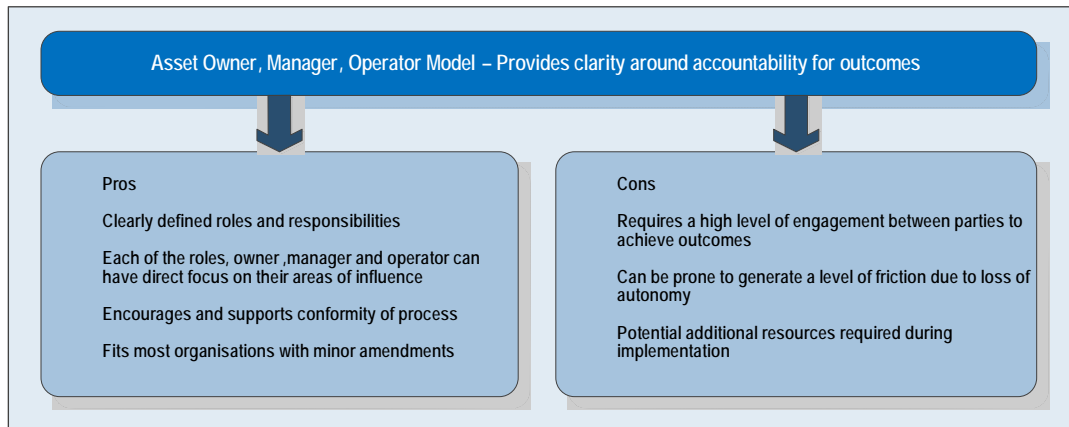 Asset Owner, Manager, Operator Model – Provides clarity around accountability for outcomes
Pros
Clearly defined roles and responsibilities
Each of the roles, owner ,manager and operator can
have direct focus on their areas of influence
Encourages and supports conformity of process
Fits most organisations with minor amendments
Cons
Requires a high level of engagement between parties to
achieve outcomes
Can be prone to generate a level of friction due to loss of
autonomy
Potential additional resources required during
implementation